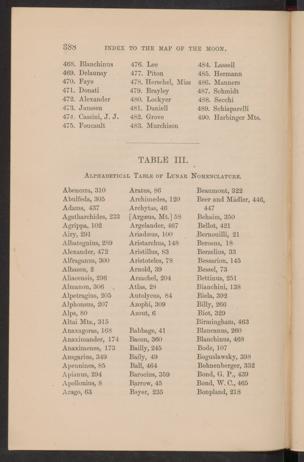 388 INDEX TO THE MAP OF THE MOON.
468. Blanchinus
469. Delaunay
470. Faye
471. Donati
472. Alexander
473. Janssen
474. Cassini, J. J.
475. Foucault
476. Lee
477. Piton
478. Herschel, Miss
479. Brayley
480. Lockyer
481. Daniell
482. Grove
483. Murchison
484. Lassell
485. Hermann
486. Manners
487. Schmidt
488. Secchi
489. Schiaparelli
490. Harbinger Mts.
TABLE III.
ALPHABETICAL TABLE OF LUNAR NOMENCLATURE.
Abenezra, 310
Abulfeda, 305
Adams, 437
Agatharchides, 233
Agrippa, 102
Airy, 291
Albategnius, 289
Alexander, 472
Alfraganus, 300
Alhazen, 2
Aliacensis, 296
Almanon, 306
Alpetragius, 205
Alphonsus, 207
Alps, 80
Altai Mts., 315
Anaxagoras, 168
Anaximander, 174
Anaximenes, 173
Ansgarius, 349
Apennines, 85
Apianus, 294
Apollonius, 8
Arago, 63
Aratus, 86
Archimedes, 120
Archytas, 46
[Argæus, Mt.] 58
Argelander, 467
Ariadæus, 100
Aristarchus, 148
Aristillus, 83
Aristoteles, 78
Arnold, 39
Arzachel, 204
Atlas, 28
Autolycus, 84
Azophi, 309
Azout, 6
Babbage, 41
Bacon, 360
Bailly, 245
Baily, 49
Ball, 464
Barocius, 359
Barrow, 45
Bayer, 235
Beaumont, 322
Beer and Mädler, 446,
447
Behaim, 350
Bellot, 421
Bernouilli, 21
Berosus, 18
Berzelius, 33
Bessarion, 145
Bessel, 73
Bettinus, 251
Bianchini, 138
Biela, 392
Billy, 266
Biot, 329
Birmingham, 463
Blancanus, 260
Blanchinus, 468
Bode, 107
Boguslawsky, 398
Bohnenberger, 332
Bond, G. P., 439
Bond, W. C., 465
Bonpland, 218